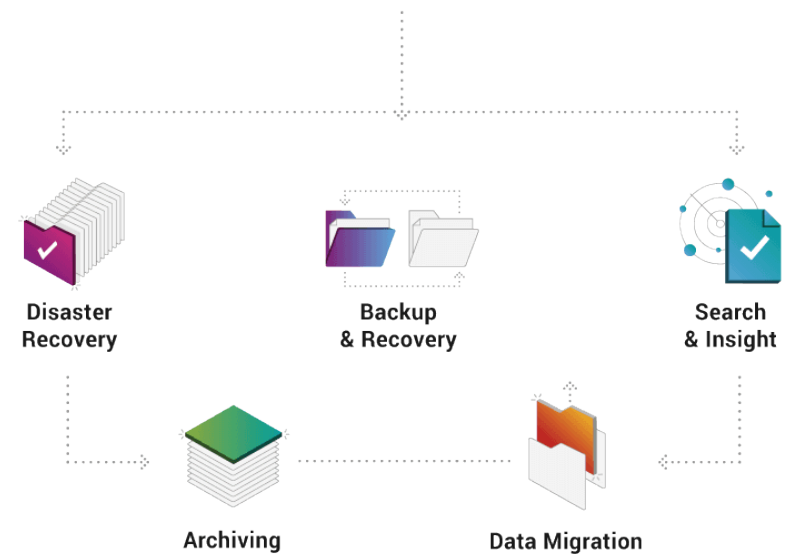 Disaster
Recovery
Backup
& Recovery
Search
& Insight
Archiving
Data Migration